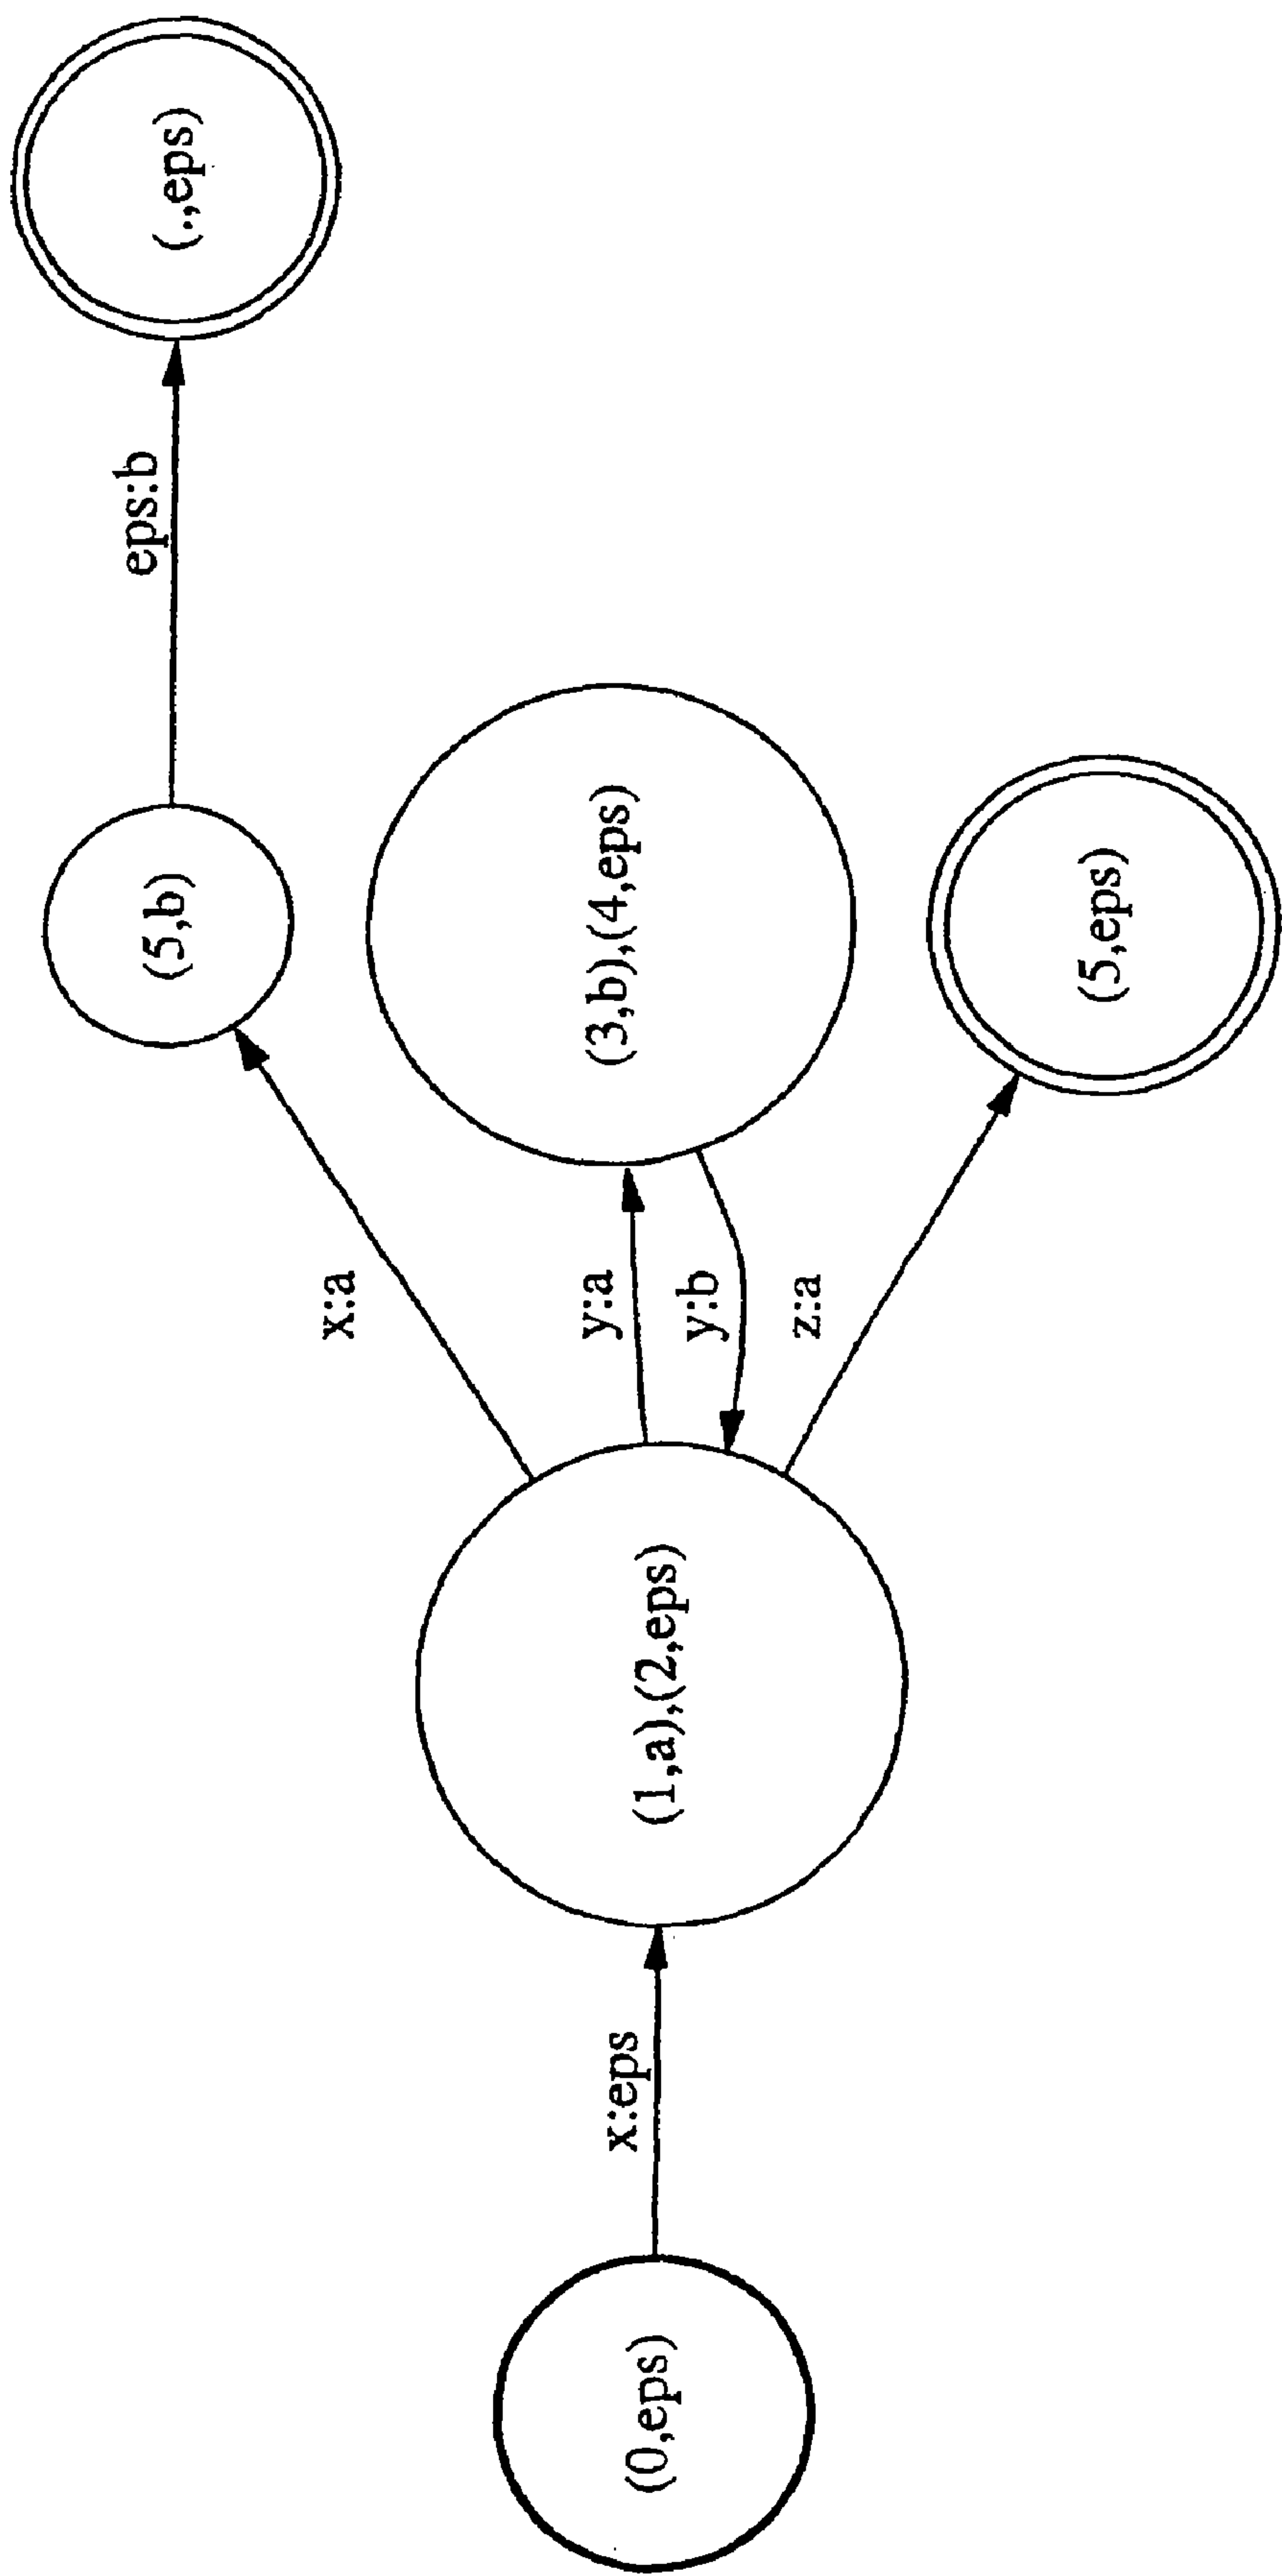 (0,eps)
x:eps
(1,a),(2,eps)
x:a
y:a
y:b
z:a
(5,b)
(3,b),(4,eps)
(5,eps)
eps:b
(.,eps)